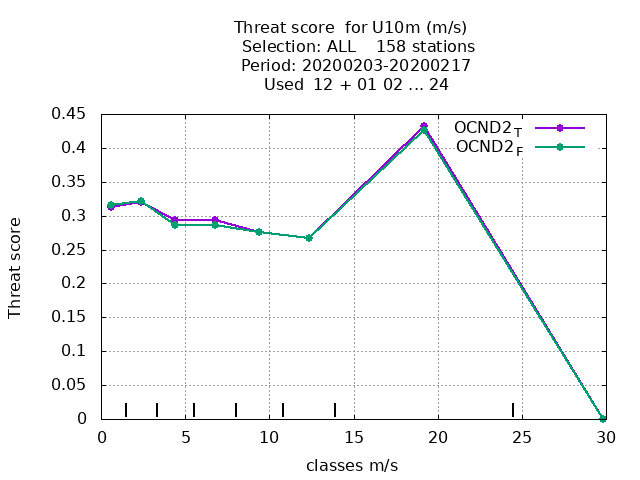 Threat score  for U10m (m/s)
Selection: ALL    158 stations
Period: 20200203-20200217
Used  12 + 01 02 ... 24
OCND2_T
OCND2_F
Threat score
0.45
0.4
0.35
0.3
0.25
0.2
0.15
0.1
0.05
0
0 5 10 15 20 25 30
classes m/s